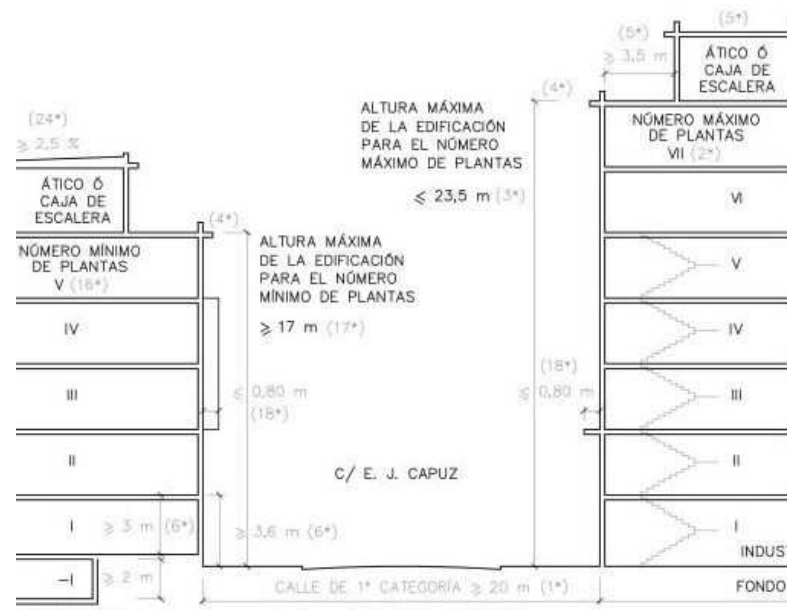 (5*)
(5*)
≥ 3,5 m
ÁTICO Ó
CAJA DE
ESCALERA
(4*)
ALTURA MÁXIMA
DE LA EDIFICACIÓN
PARA EL NÚMERO
MÁXIMO DE PLANTAS
≤ 23,5 m (3*)
NÚMERO MÁXIMO
DE PLANTAS
VII (2*)
(24*)
≥ 2,5 %
ÁTICO Ó
CAJA DE
ESCALERA
(4*)
VI
NÚMERO MÍNIMO
DE PLANTAS
V (16*)
ALTURA MÁXIMA
DE LA EDIFICACIÓN
PARA EL NÚMERO
MÍNIMO DE PLANTAS
≥ 17 m (17*)
V
IV
IV
III
≤ 0,80 m
(18*)
(18*)
≤ 0,80 m
III
II
C/ E. J. CAPUZ
II
I
≥ 3 m (6*)
≥ 3,6 m (6*)
I
INDUS
-I
≥ 2 m
CALLE DE 1ª CATEGORÍA ≥ 20 m (1*)
FONDO